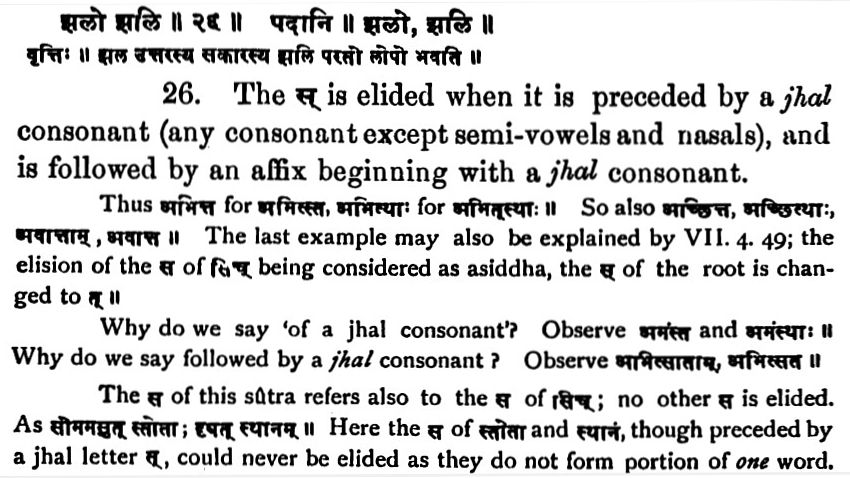 झलो झलि ॥ २६ ॥ पदानि ॥ झलो, झलि ॥
वृत्तिः ॥ झल उत्तरस्य सकारस्य झलि परतो लोपो भवति ॥
26. The स् is elided when it is preceded by a jhal
consonant (any consonant except semi-vowels and nasals), and
is followed by an affix beginning with a jhal consonant.
Thus अभित्त for अभित्स्त, अभित्थाः for अभित्स्थाः ॥ So also अच्छित्त, अच्छित्थाः,
अवात्ताम्, अवात्त ॥ The last example may also be explained by VII. 4. 49; the
elision of the स of सिच् being considered as asiddha, the स् of the root is chan-
ged to त् ॥
Why do we say 'of a jhal consonant'? Observe अमंस्त and अमंस्थाः ॥
Why do we say followed by a jhal consonant ? Observe अभित्साताम्, अभित्सत ॥
The स of this sûtra refers also to the स of सिच्; no other स is elided.
As सोमसुत् स्तोता; दृषत् स्थानम् ॥ Here the स of स्तोता and स्थानं, though preceded by
a jhal letter त्, could never be elided as they do not form portion of one word.